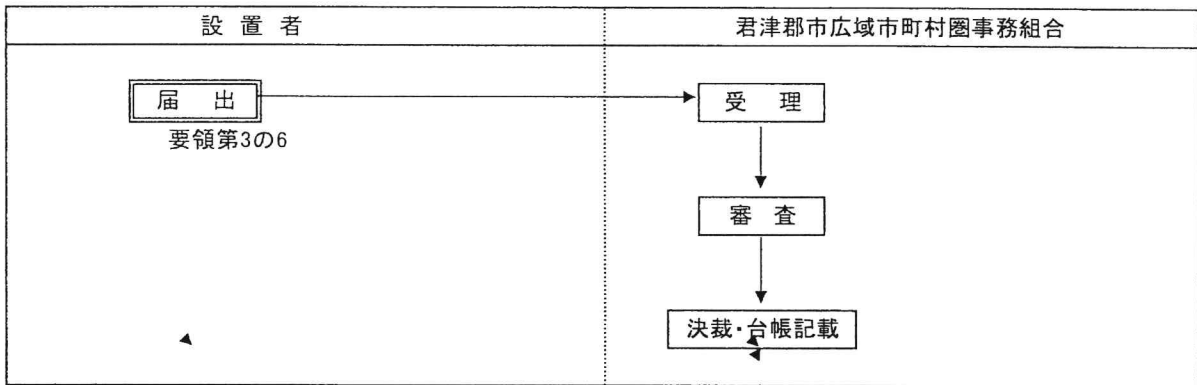 設置者
君津郡市広域市町村圏事務組合
届出
受理
要領第3の6
審査
決裁・台帳記載